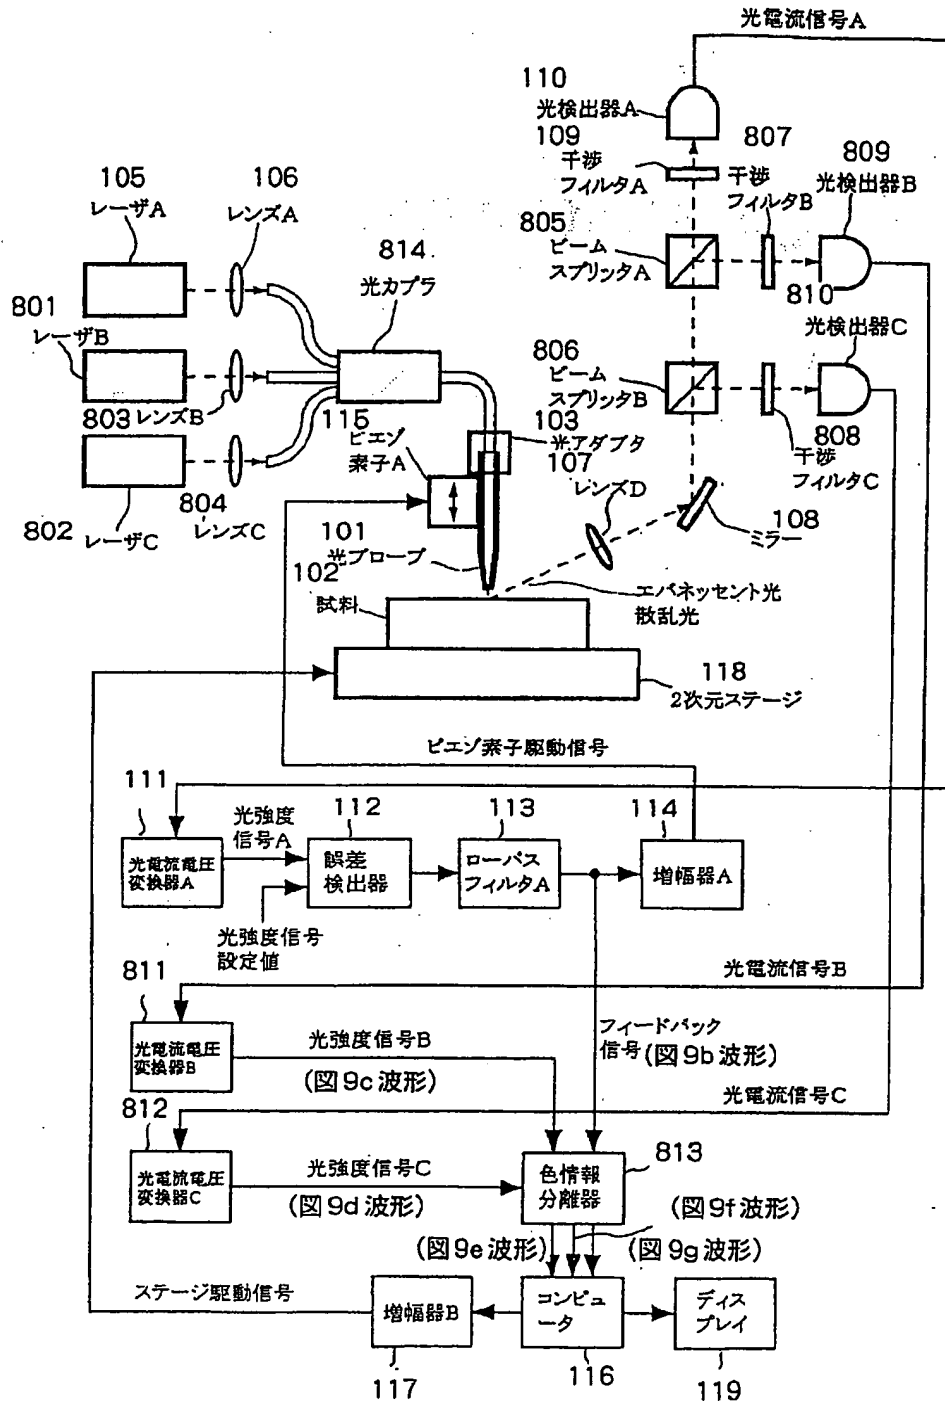 光電流信号A
110
光検出器A
109
干渉
フィルタA
807
干渉
フィルタB
809
光検出器B
105
レーザA
106
レンズA
814
光カプラ
805
ビーム
スプリッタA
810
光検出器C
801
レーザB
803 レンズB
806
ビーム
スプリッタB
808
干渉
フィルタC
115
ピエゾ
素子A
103
光アダプタ
107
レンズD
802
レーザC
804
レンズC
108
ミラー
101
光プローブ
102
試料
エバネッセント光
散乱光
118
2次元ステージ
ピエゾ素子駆動信号
111
光電流電圧
変換器A
光強度
信号A
112
誤差
検出器
113
ローパス
フィルタA
114
増幅器A
光強度信号
設定値
光電流信号B
811
光電流電圧
変換器B
光強度信号B
(図9c波形)
フィードバック
信号(図9b波形)
光電流信号C
812
光電流電圧
変換器C
光強度信号C
(図9d波形)
色情報
分離器
813
(図9f波形)
(図9e波形)
(図9g波形)
ステージ駆動信号
増幅器B
117
コンピュ
ータ
116
ディス
プレイ
119